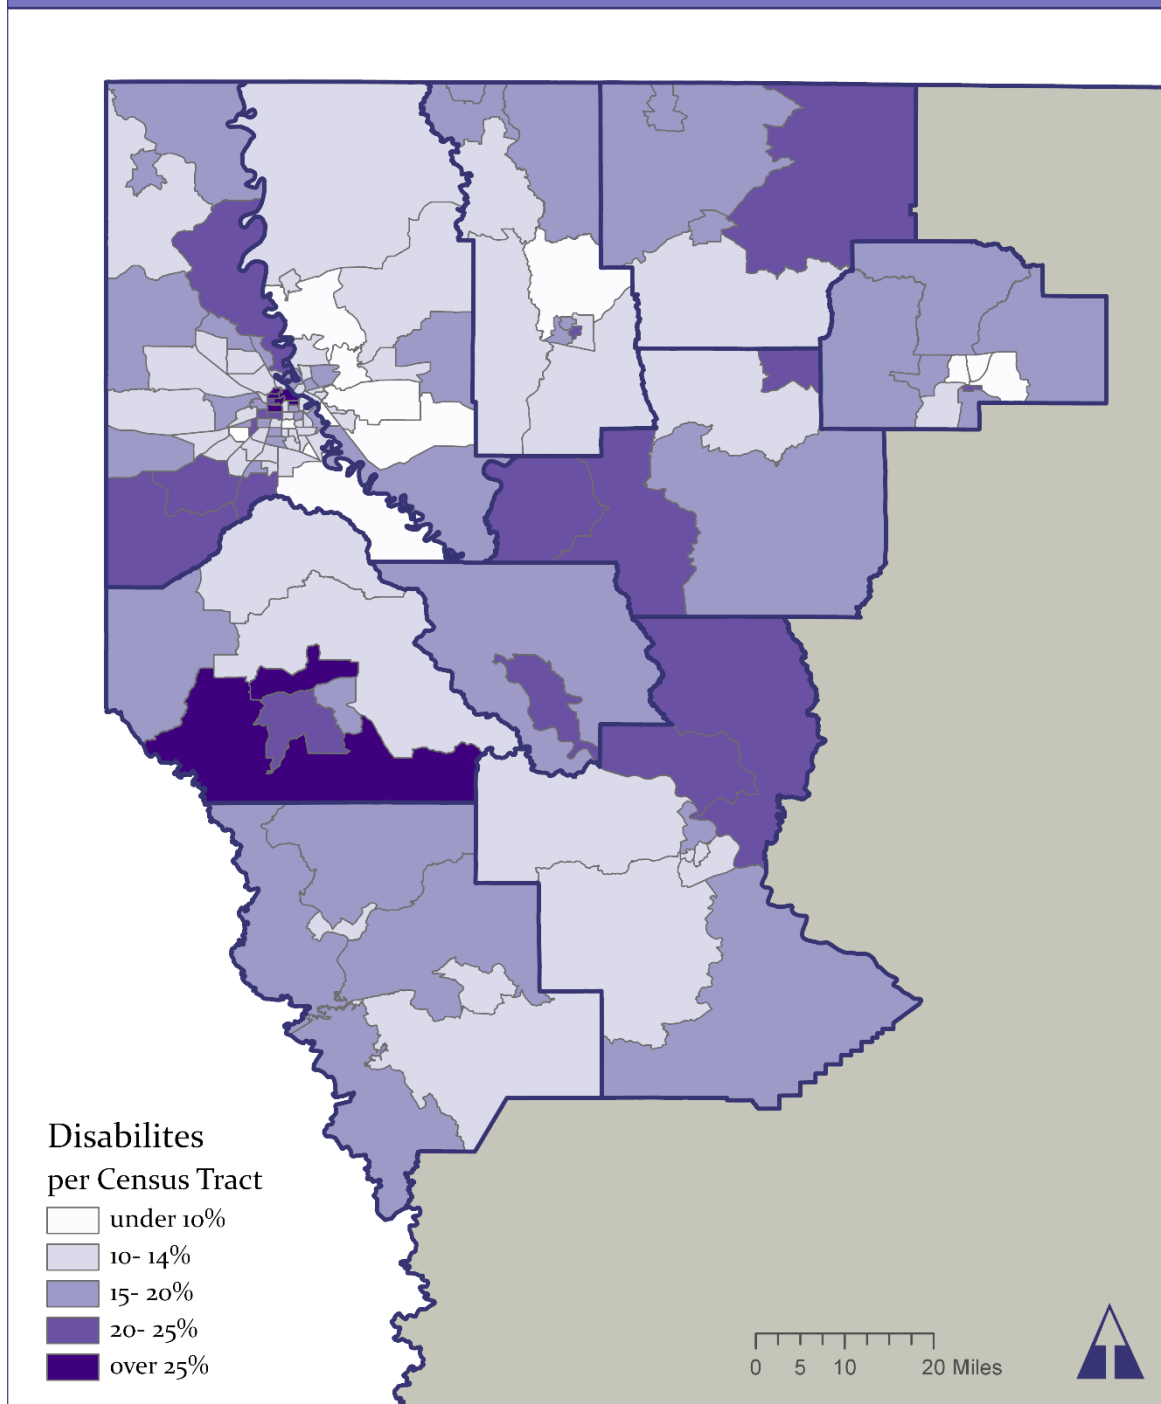 Disabilites
per Census Tract
under 10%
10- 14%
15- 20%
20- 25%
over 25%
0 5 10 20 Miles